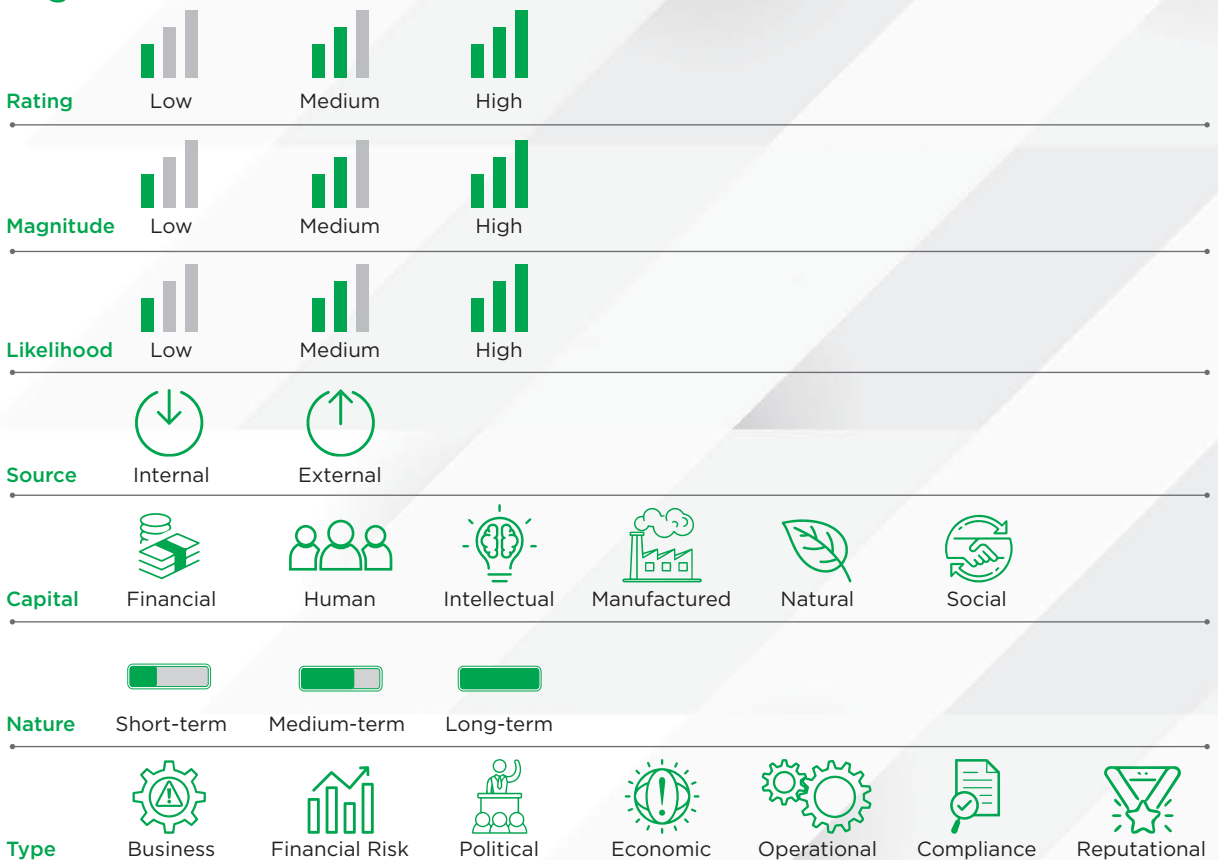 Rating Low Medium High
Magnitude Low Medium High
Likelihood Low Medium High
Source Internal External
Capital Financial Human Intellectual Manufactured Natural Social
Nature Short-term Medium-term Long-term
Type Business Financial Risk Political Economic Operational Compliance Reputational